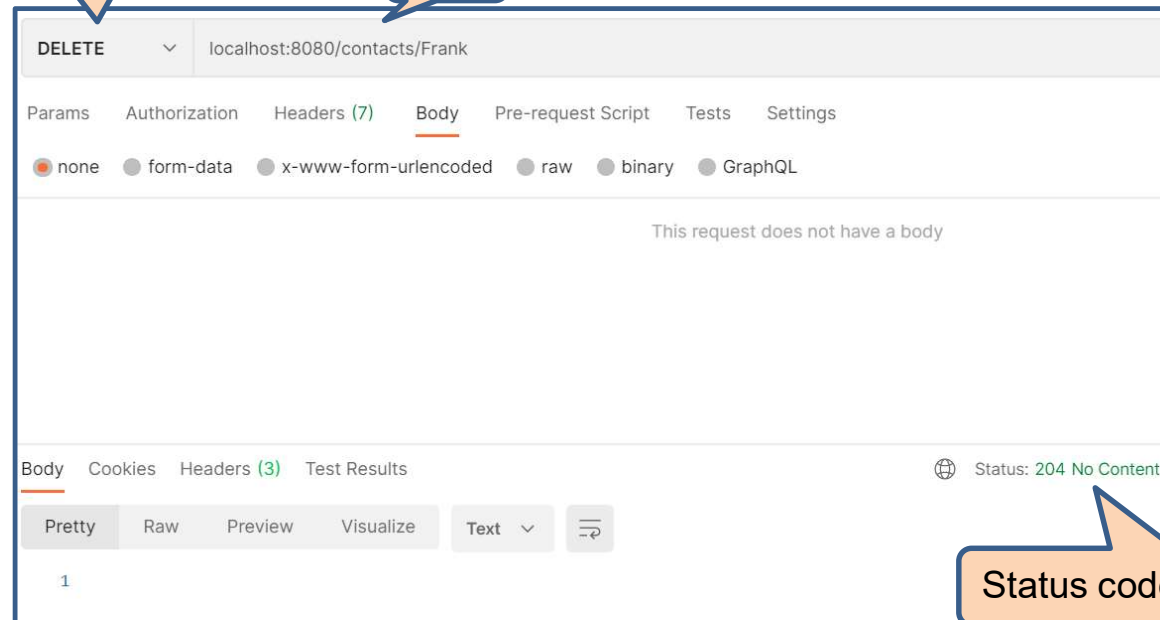 DELETE localhost:8080/contacts/Frank
Params Authorization Headers (7) Body Pre-request Script Tests Settings
none form-data x-www-form-urlencoded raw binary GraphQL
This request does not have a body
Body Cookies Headers (3) Test Results Status: 204 No Content
Pretty Raw Preview Visualize Text
1
Status cod